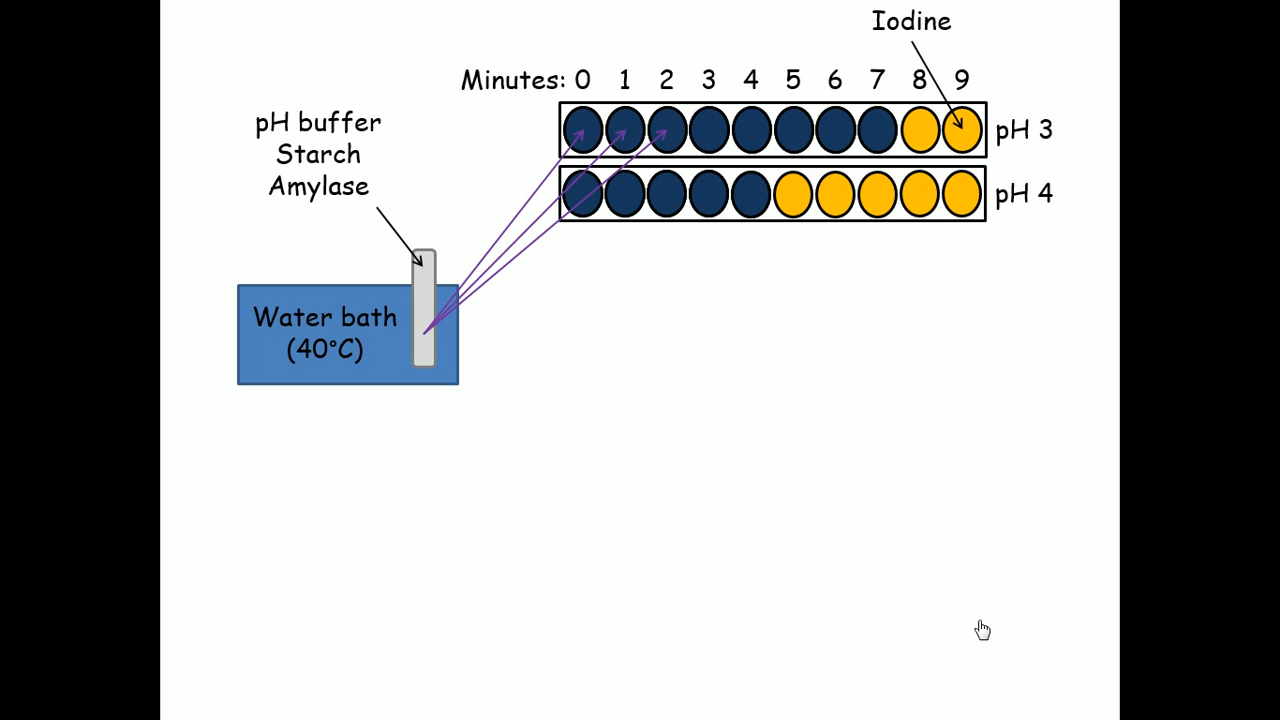 Iodine
Minutes: 0 1 2 3 4 5 6 7 8 9
pH 3
pH buffer
Starch
Amylase
pH 4
Water bath
(40°C)